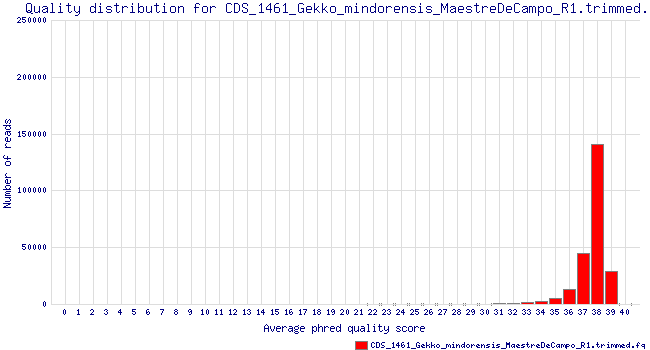 Quality distribution for CDS_1461_Gekko_mindorensis_MaestreDeCampo_R1.trimmed.
250000
200000
150000
100000
50000
0
Number of reads
0 1 2 3 4 5 6 7 8 9 10 11 12 13 14 15 16 17 18 19 20 21 22 23 24 25 26 27 28 29 30 31 32 33 34 35 36 37 38 39 40
Average phred quality score
CDS_1461_Gekko_mindorensis_MaestreDeCampo_R1.trimmed.fq